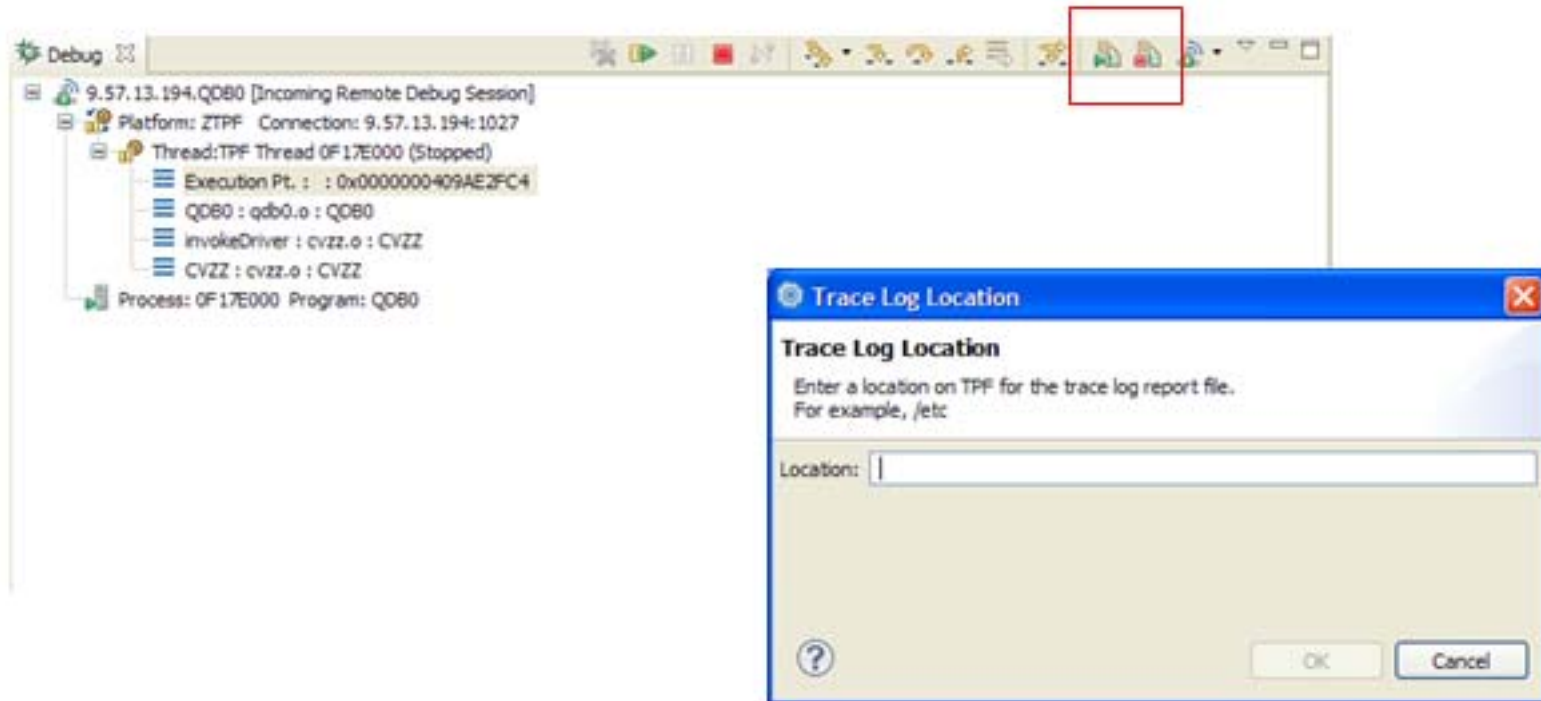 Debug
9.57.13.194.QDB0 [Incoming Remote Debug Session]
Platform: ZTPF Connection: 9.57.13.194:1027
Thread:TPF Thread 0F17E000 (Stopped)
Execution Pt. : : 0x0000000409AE2FC4
QDB0 : qdb0.o : QDB0
invokeDriver : cvzz.o : CVZZ
CVZZ : cvzz.o : CVZZ
Process: 0F17E000 Program: QDB0
Trace Log Location
Trace Log Location
Enter a location on TPF for the trace log report file.
For example, /etc
Location:
OK
Cancel